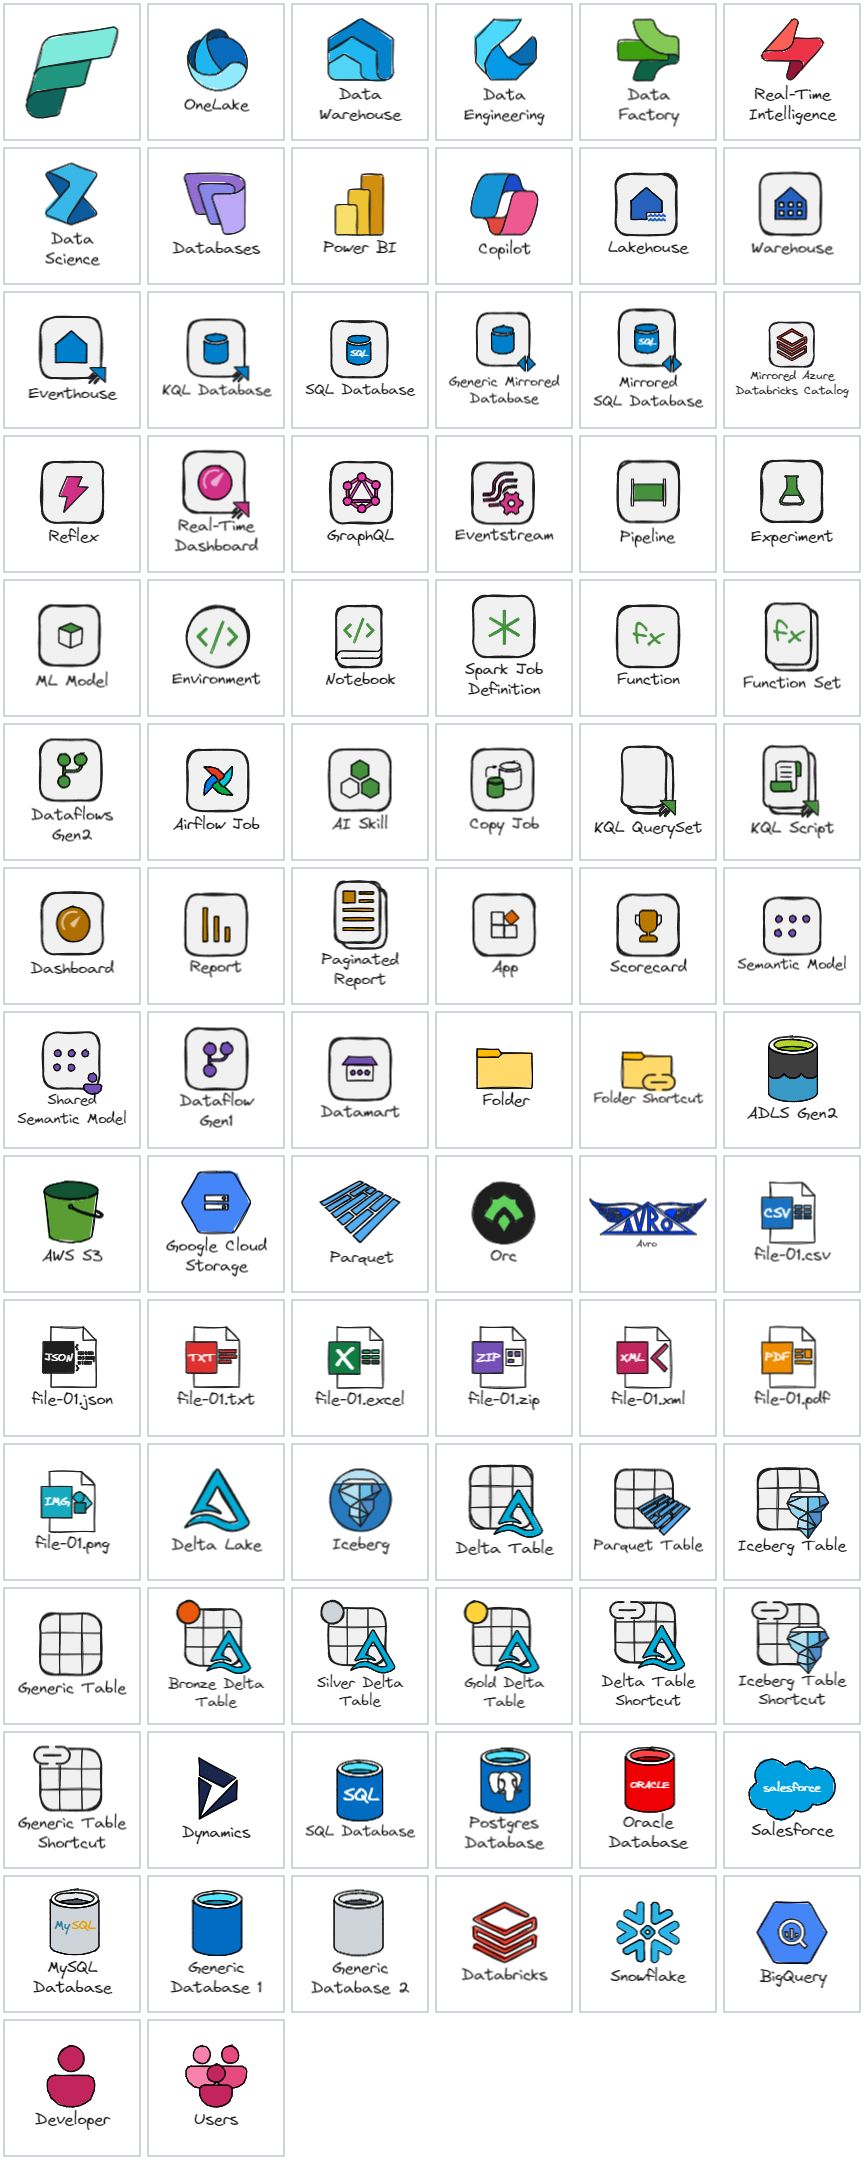 OneLake
Data
Warehouse
Data
Engineering
Data
Factory
Real-Time
Intelligence
Data
Science
Databases
Power BI
Copilot
Lakehouse
Warehouse
Eventhouse
KQL Database
SQL
SQL Database
Generic Mirrored
Database
SQL
Mirrored
SQL Database
Mirrored Azure
Databricks Catalog
Reflex
Real-Time
Dashboard
GraphQL
Eventstream
Pipeline
Experiment
ML Model
</>
Environment
</>
Notebook
Spark Job
Definition
fx
Function
fx
Function Set
Dataflows
Gen2
Airflow Job
AI Skill
Copy Job
KQL QuerySet
KQL Script
Dashboard
Report
Paginated
Report
App
Scorecard
Semantic Model
Shared
Semantic Model
Dataflow
Gen1
Datamart
Folder
Folder Shortcut
ADLS Gen2
AWS S3
Google Cloud
Storage
Parquet
Orc
AVRO
Avro
CSV
file-01.csv
JSON
file-01.json
TXT
file-01.txt
X
file-01.excel
ZIP
file-01.zip
XML
file-01.xml
PDF
file-01.pdf
IMG
file-01.png
Delta Lake
Iceberg
Delta Table
Parquet Table
Iceberg Table
Generic Table
Bronze Delta
Table
Silver Delta
Table
Gold Delta
Table
Delta Table
Shortcut
Iceberg Table
Shortcut
Generic Table
Shortcut
Dynamics
SQL
SQL Database
Postgres
Database
ORACLE
Oracle
Database
salesforce
Salesforce
MySQL
MySQL
Database
Generic
Database 1
Generic
Database 2
Databricks
Snowflake
BigQuery
Developer
Users